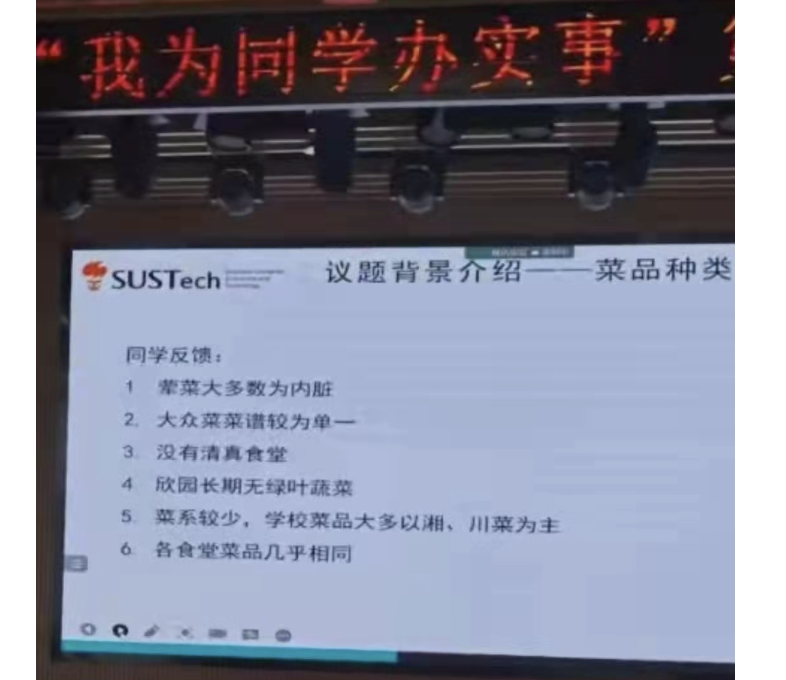 “我为同学办实事”
SUSTech
议题背景介绍——菜品种类
同学反馈：
1 荤菜大多数为内脏
2. 大众菜菜谱较为单一
3. 没有清真食堂
4. 欣园长期无绿叶蔬菜
5. 菜系较少，学校菜品大多以湘、川菜为主
6. 各食堂菜品几乎相同